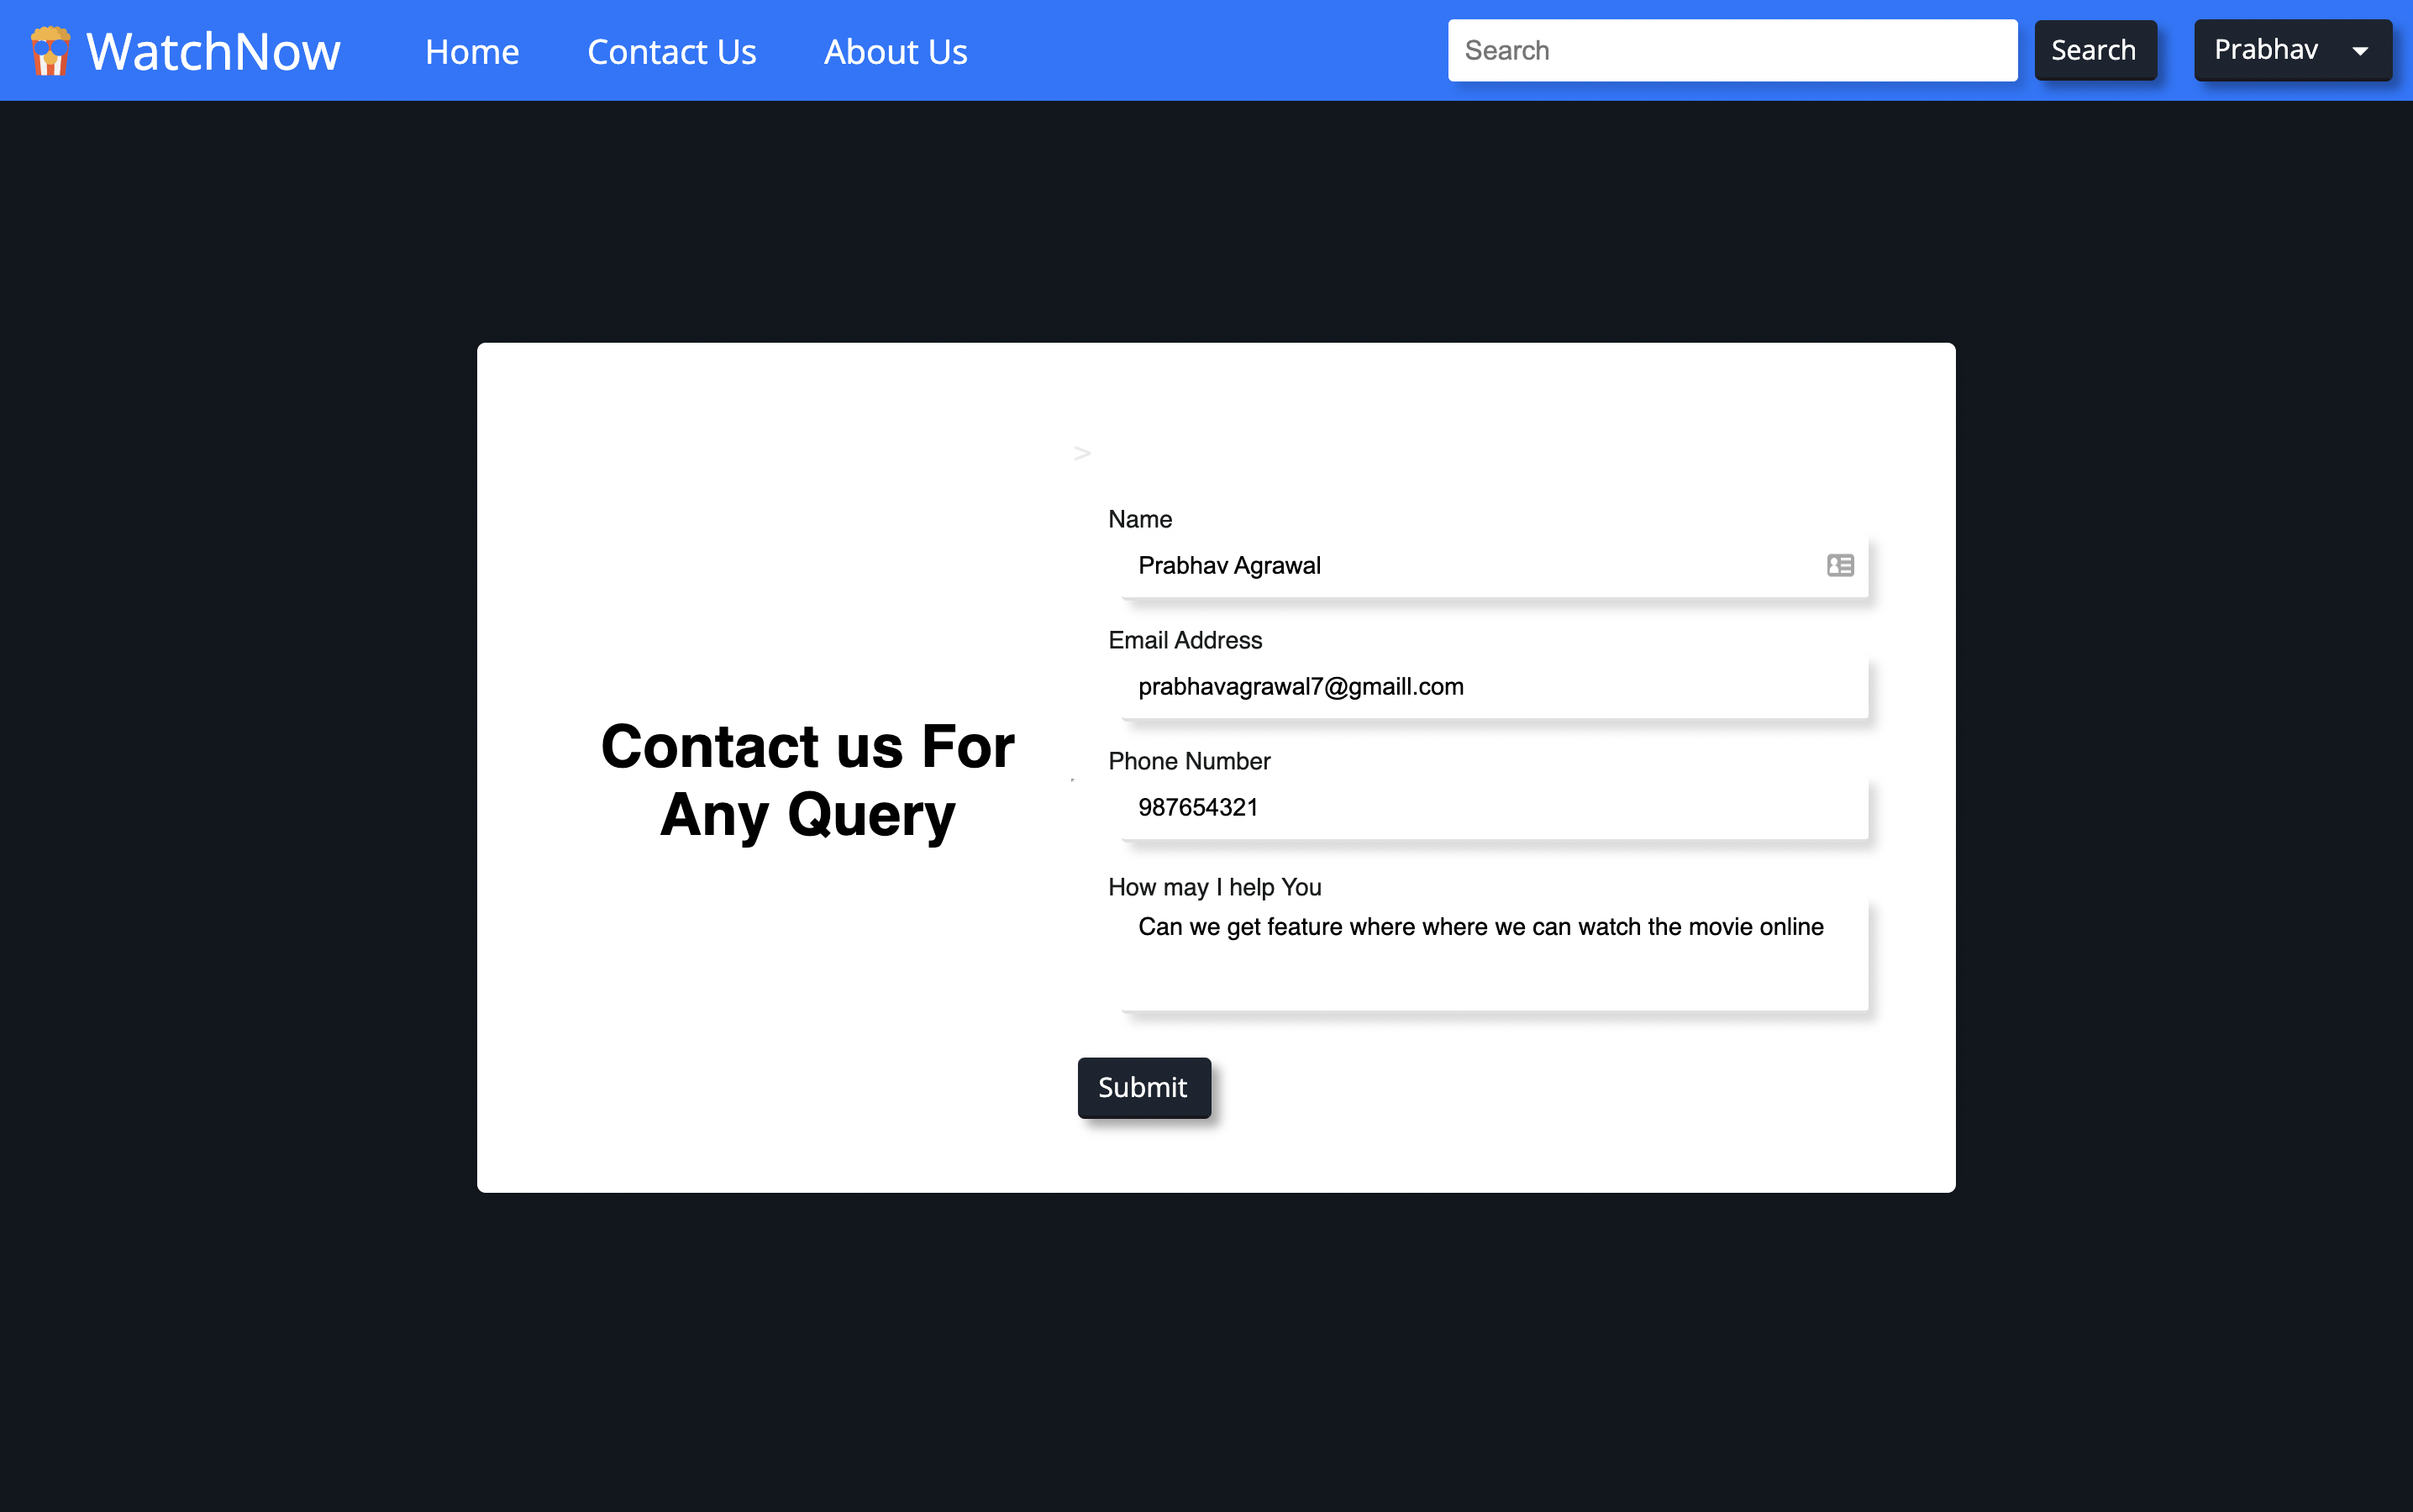 WatchNow Home Contact Us About Us Search Search Prabhav
>
Name
Prabhav Agrawal
Email Address
prabhavagrawal7@gmaill.com
Contact us For
Any Query
Phone Number
987654321
How may I help You
Can we get feature where where we can watch the movie online
Submit